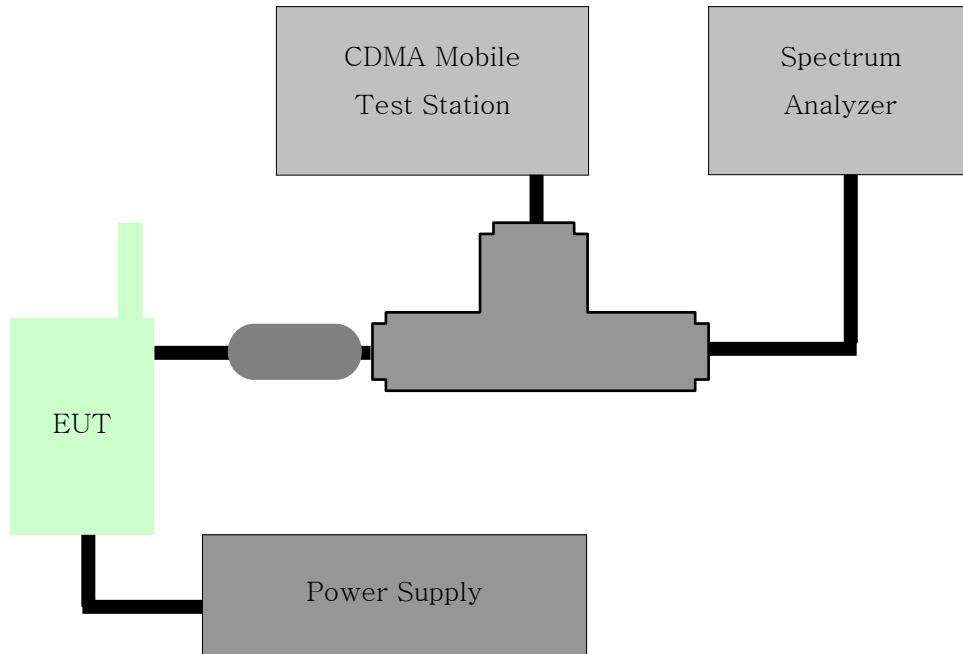 CDMA Mobile
Test Station
Spectrum
Analyzer
EUT
Power Supply